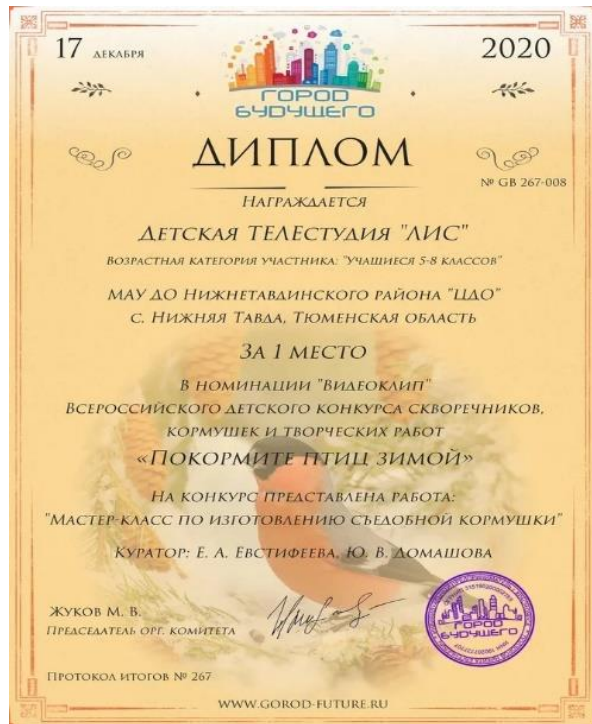 17 ДЕКАБРЯ
2020
ГОРОД
БУДУЩЕГО
ДИПЛОМ
№ GB 267-008
НАГРАЖДАЕТСЯ
ДЕТСКАЯ ТЕЛЕСТУДИЯ "ЛИС"
ВОЗРАСТНАЯ КАТЕГОРИЯ УЧАСТНИКА: "УЧАЩИЕСЯ 5-8 КЛАССОВ"
МАУ ДО НИЖНЕТАВДИНСКОГО РАЙОНА "ЦДО"
С. НИЖНЯЯ ТАВДА, ТЮМЕНСКАЯ ОБЛАСТЬ
ЗА 1 МЕСТО
В НОМИНАЦИИ "ВИДЕОКЛИП"
ВСЕРОССИЙСКОГО ДЕТСКОГО КОНКУРСА СКВОРЕЧНИКОВ,
КОРМУШЕК И ТВОРЧЕСКИХ РАБОТ
«ПОКОРМИТЕ ПТИЦ ЗИМОЙ»
НА КОНКУРС ПРЕДСТАВЛЕНА РАБОТА:
"МАСТЕР-КЛАСС ПО ИЗГОТОВЛЕНИЮ СЪЕДОБНОЙ КОРМУШКИ"
КУРАТОР: Е. А. ЕВСТИФЕЕВА, Ю. В. ДОМАШОВА
ЖУКОВ М. В.
ПРЕДСЕДАТЕЛЬ ОРГ. КОМИТЕТА
ГОРОД
БУДУЩЕГО
ПРОТОКОЛ ИТОГОВ № 267
WWW.GOROD-FUTURE.RU